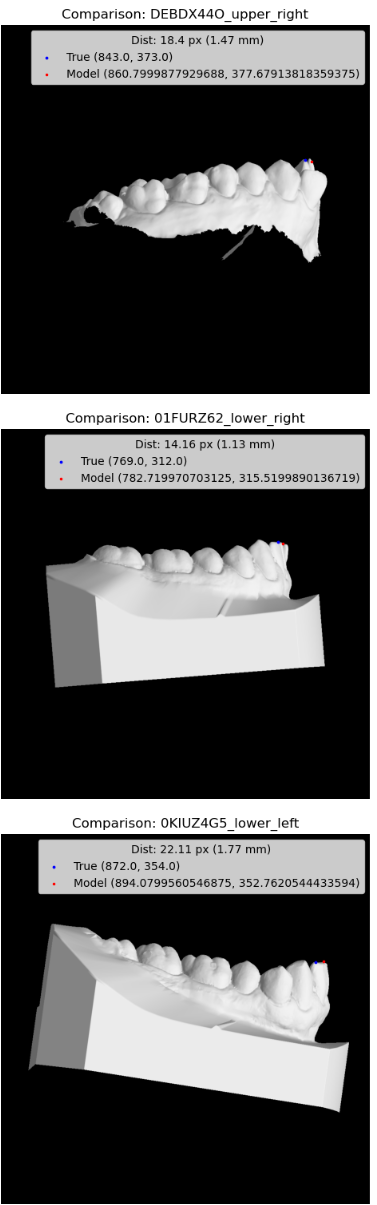 Comparison: DEBDX44O_upper_right
Dist: 18.4 px (1.47 mm)
True (843.0, 373.0)
Model (860.7999877929688, 377.67913818359375)
Comparison: 01FURZ62_lower_right
Dist: 14.16 px (1.13 mm)
True (769.0, 312.0)
Model (782.719970703125, 315.5199890136719)
Comparison: 0KIUZ4G5_lower_left
Dist: 22.11 px (1.77 mm)
True (872.0, 354.0)
Model (894.0799560546875, 352.7620544433594)